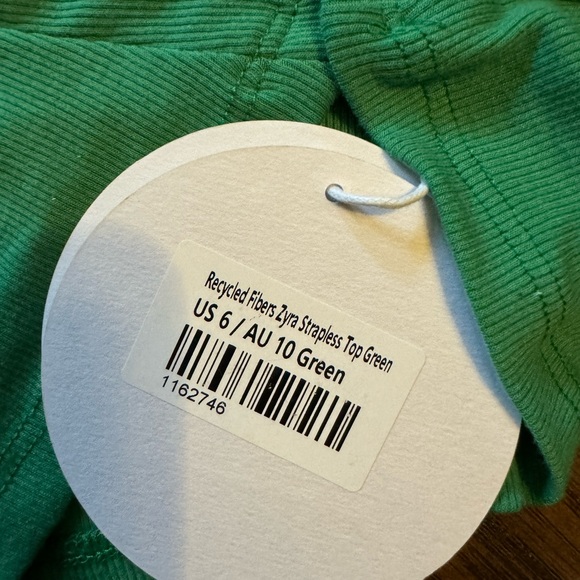 Recycled Fibers Zyra Strapless Top Green
US 6 / AU 10 Green
1162746